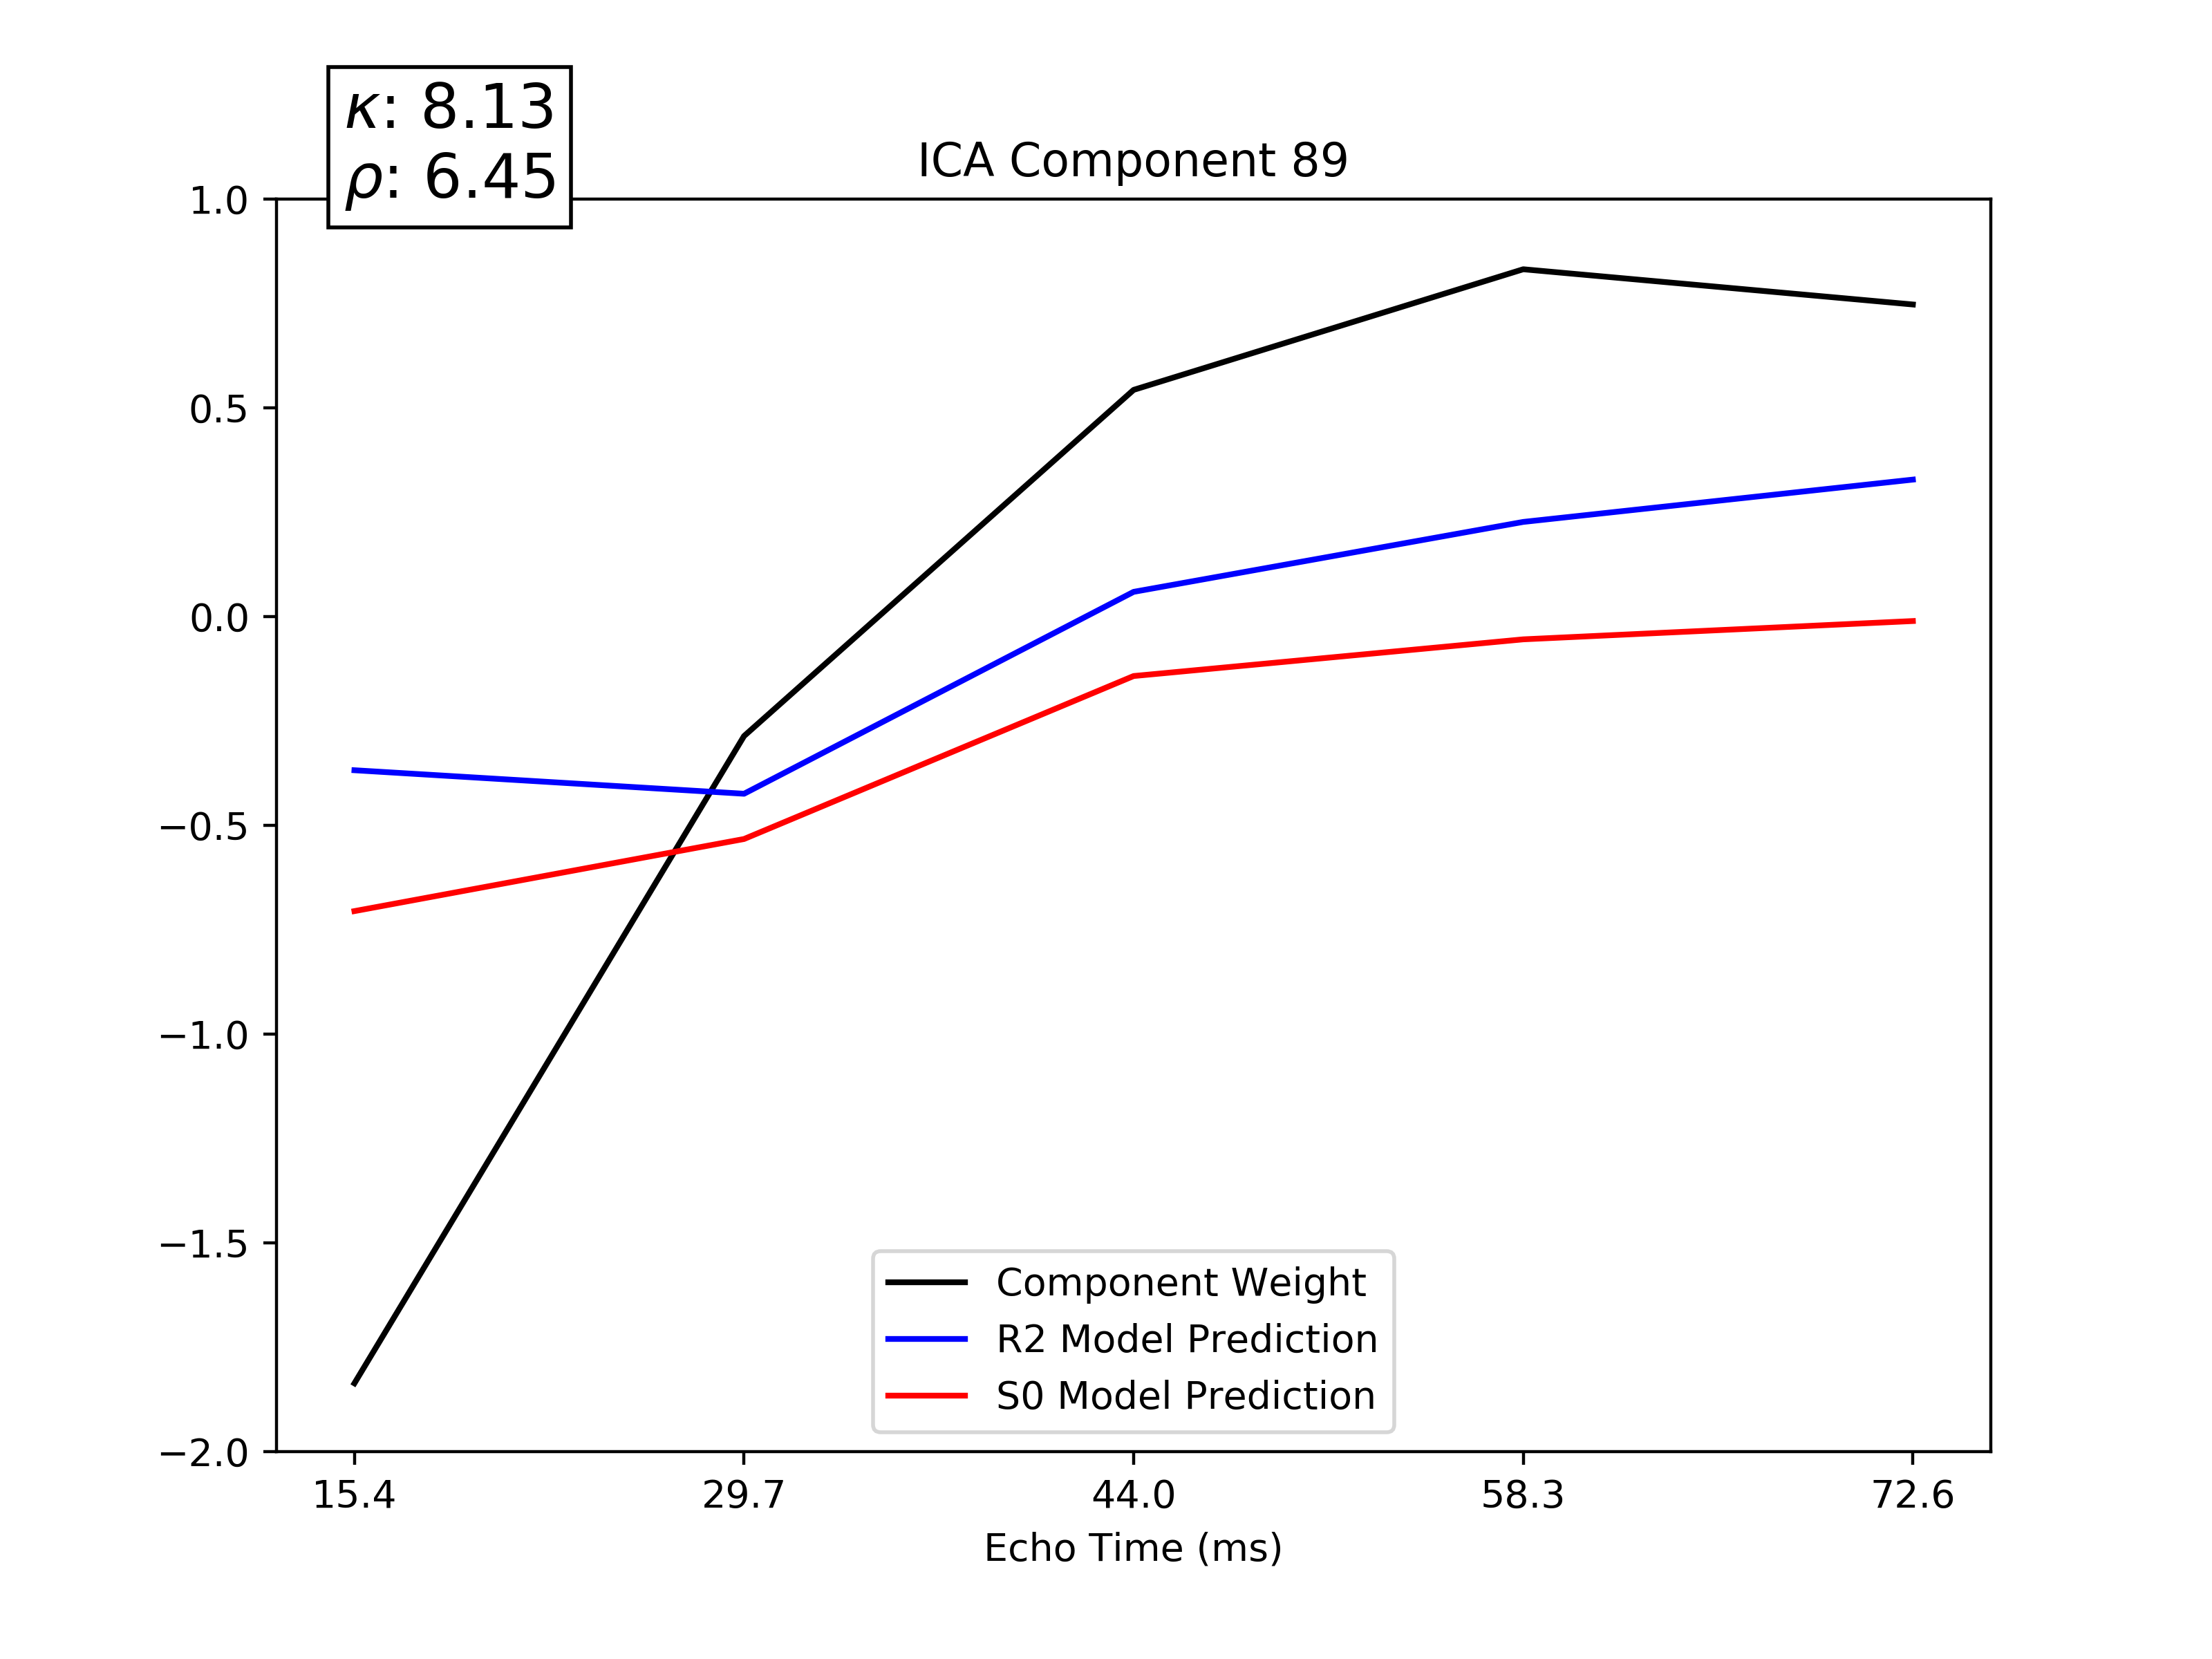 κ: 8.13
ρ: 6.45
ICA Component 89
1.0
0.5
0.0
−0.5
−1.0
−1.5
−2.0
Component Weight
R2 Model Prediction
S0 Model Prediction
15.4 29.7 44.0 58.3 72.6
Echo Time (ms)